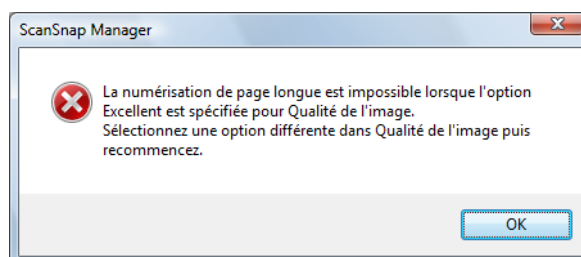 ScanSnap Manager
La numérisation de page longue est impossible lorsque l'option
Excellent est spécifiée pour Qualité de l'image.
Sélectionnez une option différente dans Qualité de l'image puis
recommencez.
OK